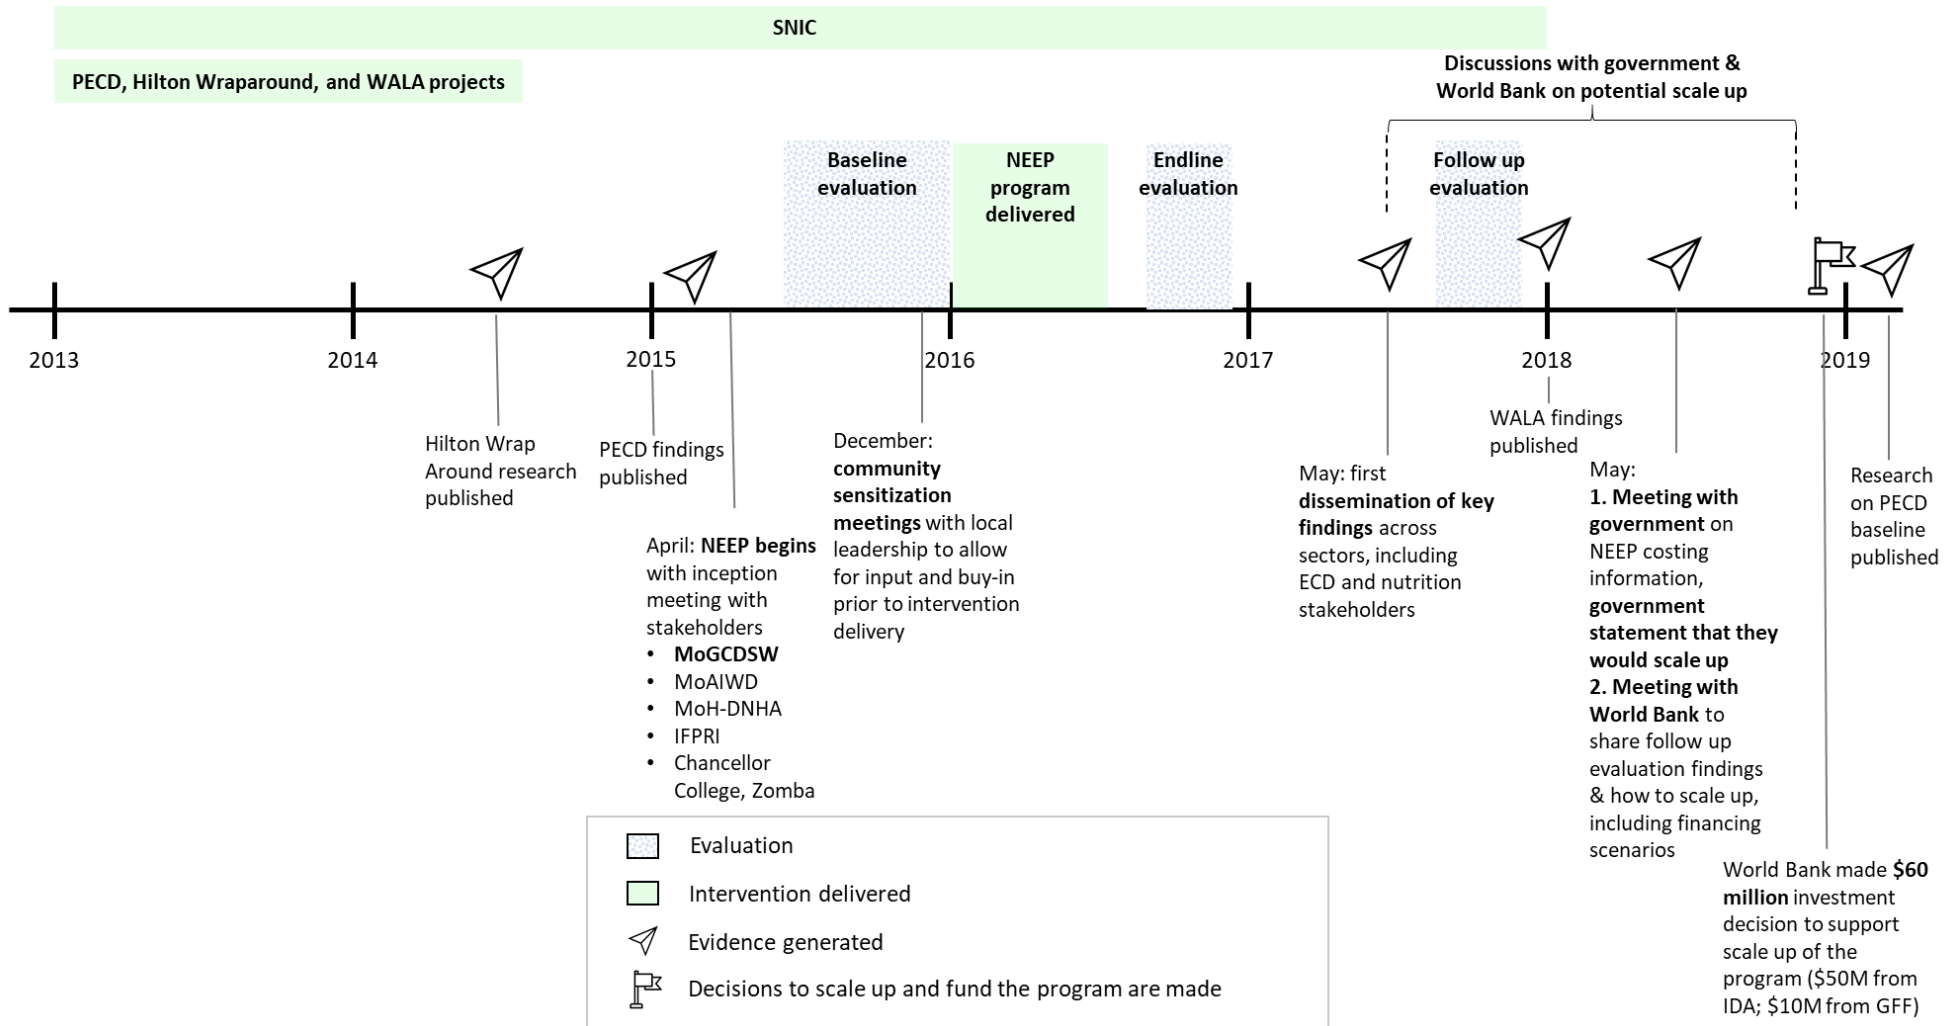 SNIC
PECD, Hilton Wraparound, and WALA projects
Discussions with government &
World Bank on potential scale up
Baseline
evaluation
NEEP
program
delivered
Endline
evaluation
Follow up
evaluation
2013
2014
2015
2016
2017
2018
2019
Hilton Wrap
Around research
published
PECD findings
published
April: NEEP begins
with inception
meeting with
stakeholders
• MoGCDSW
• MoAIWD
• MoH-DNHA
• IFPRI
• Chancellor
College, Zomba
December:
community
sensitization
meetings with local
leadership to allow
for input and buy-in
prior to intervention
delivery
May: first
dissemination of key
findings across
sectors, including
ECD and nutrition
stakeholders
WALA findings
published
May:
1. Meeting with
government on
NEEP costing
information,
government
statement that they
would scale up
2. Meeting with
World Bank to
share follow up
evaluation findings
& how to scale up,
including financing
scenarios
World Bank made $60
million investment
decision to support
scale up of the
program ($50M from
IDA; $10M from GFF)
Research
on PECD
baseline
published
Evaluation
Intervention delivered
Evidence generated
Decisions to scale up and fund the program are made